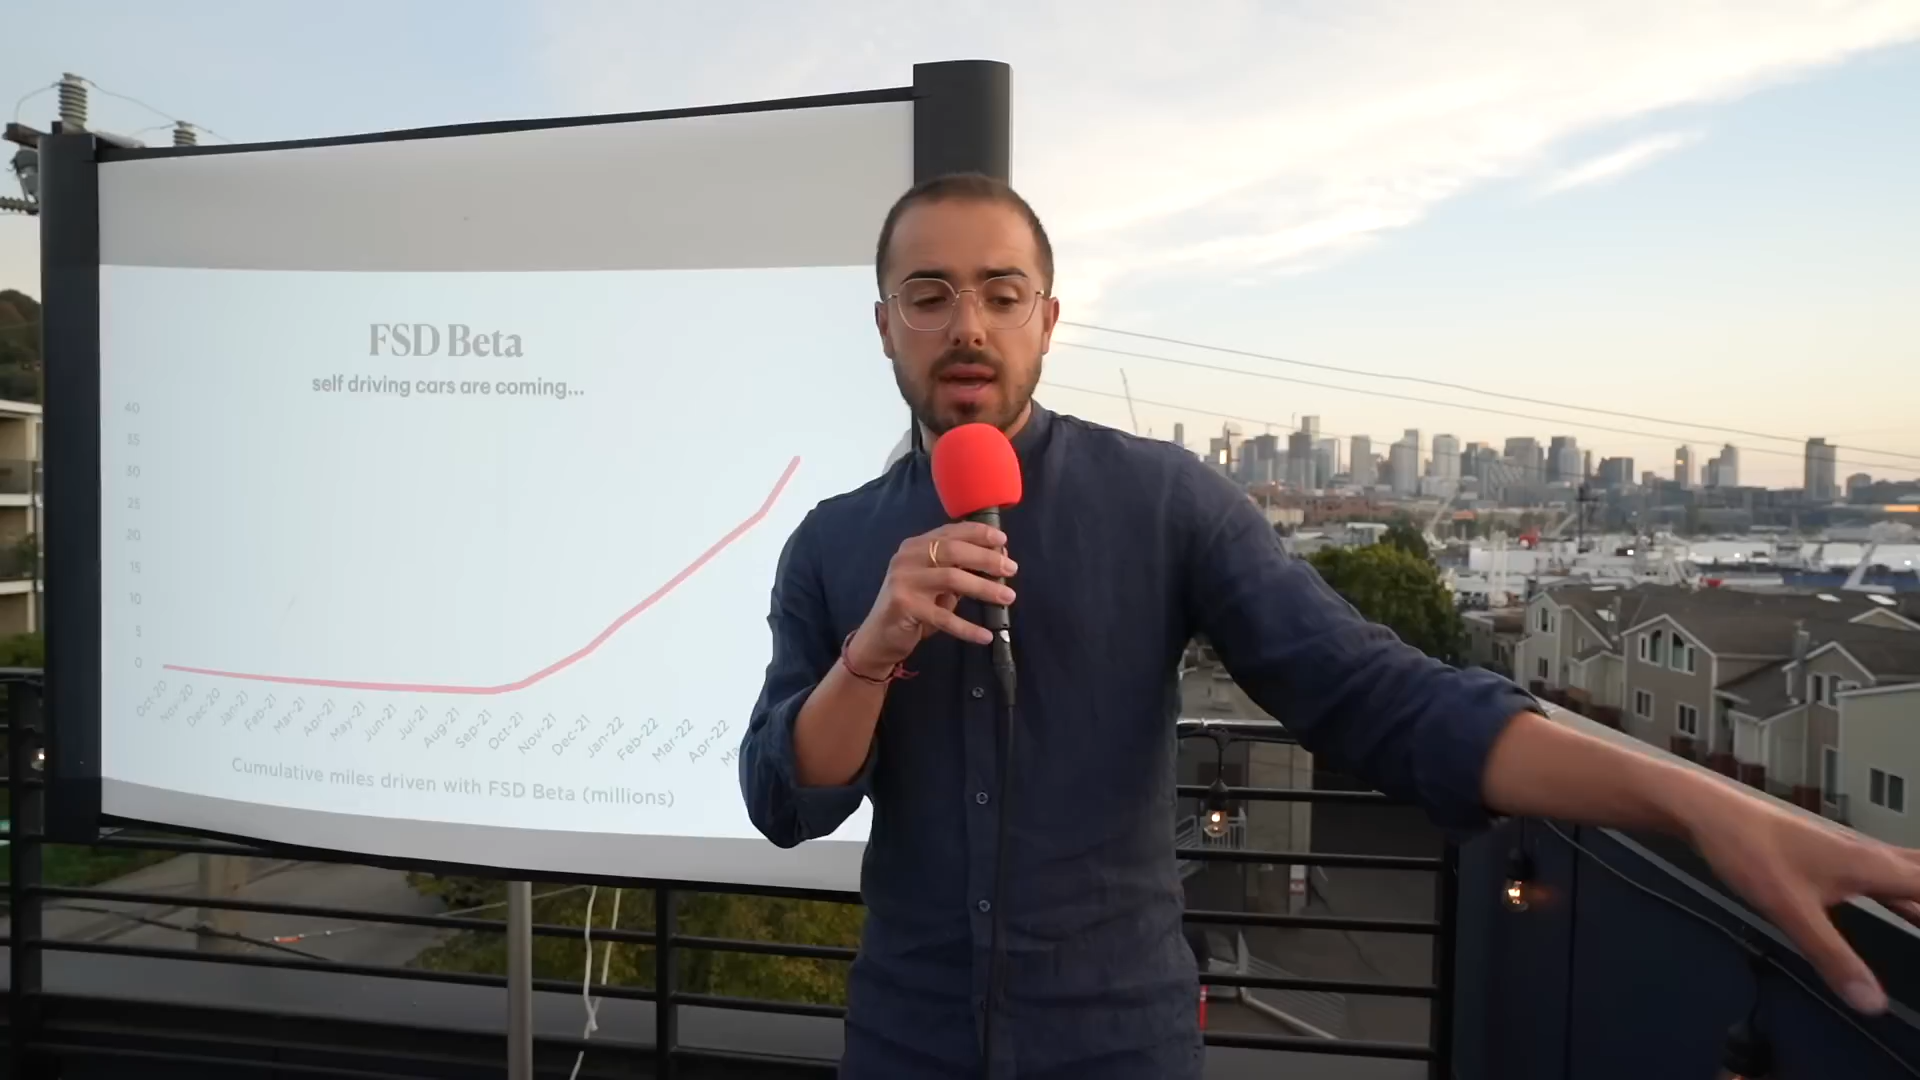 FSD Beta
self driving cars are coming...
40
35
30
25
20
15
10
5
0
Oct-20
Nov-20
Dec-20
Jan-21
Feb-21
Mar-21
Apr-21
May-21
Jun-21
Jul-21
Aug-21
Sep-21
Oct-21
Nov-21
Dec-21
Jan-22
Feb-22
Mar-22
Apr-22
Cumulative miles driven with FSD Beta (millions)